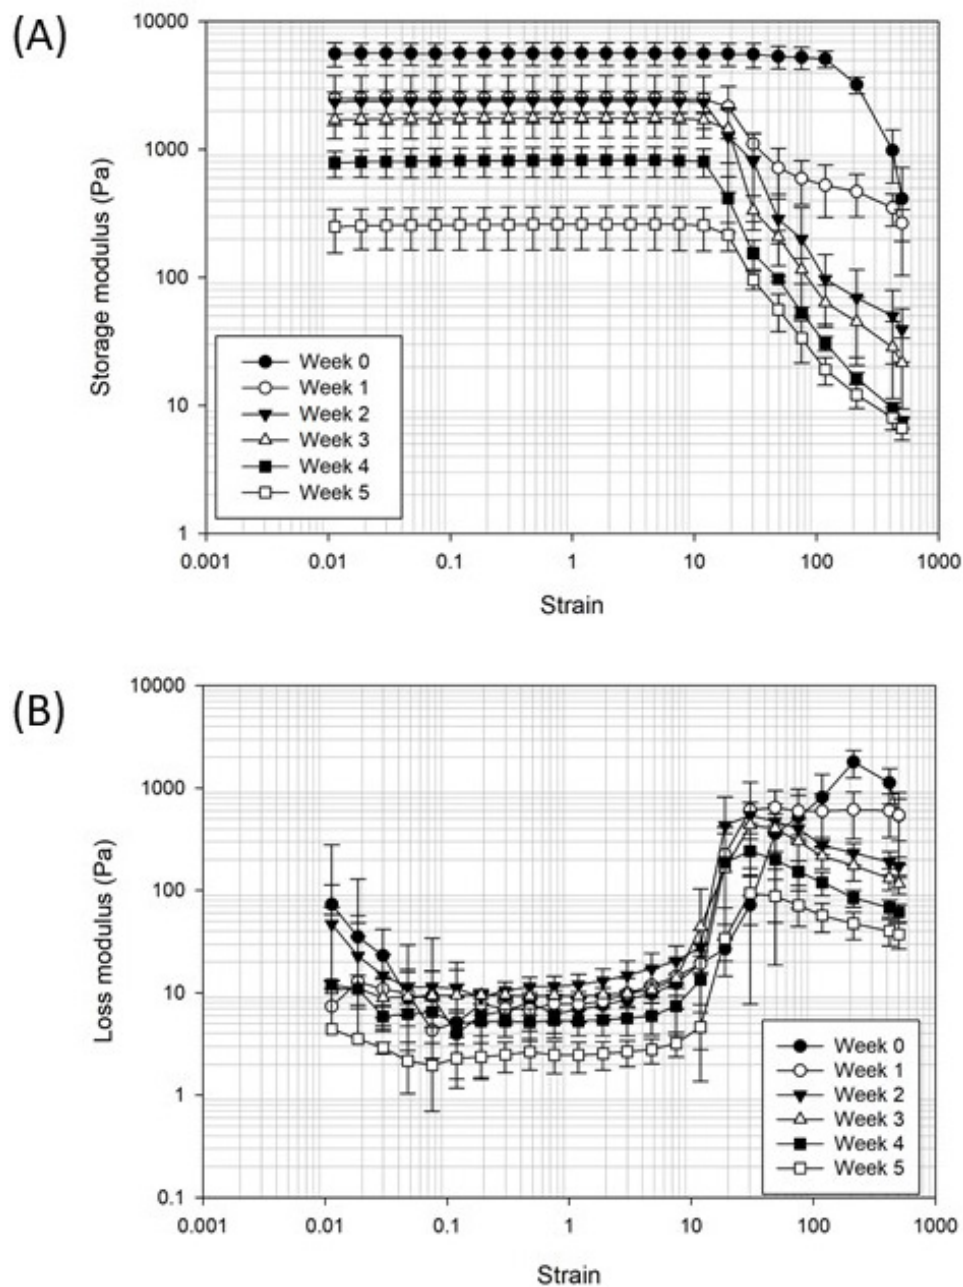 (A)
10000
1000
100
10
1
Storage modulus (Pa)
Week 0
Week 1
Week 2
Week 3
Week 4
Week 5
0.001 0.01 0.1 1 10 100 1000
Strain
(B)
10000
1000
100
10
1
0.1
Loss modulus (Pa)
Week 0
Week 1
Week 2
Week 3
Week 4
Week 5
0.001 0.01 0.1 1 10 100 1000
Strain